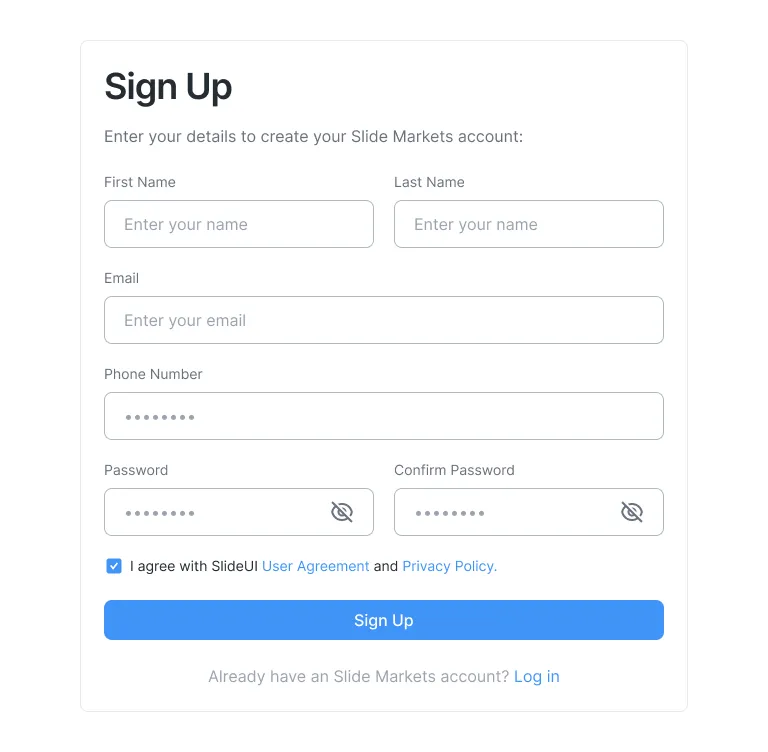 Sign Up
Enter your details to create your Slide Markets account:
First Name
Last Name
Enter your name
Enter your name
Email
Enter your email
Phone Number
••••••••
Password
Confirm Password
••••••••
••••••••
I agree with SlideUI User Agreement and Privacy Policy.
Sign Up
Already have an Slide Markets account? Log in